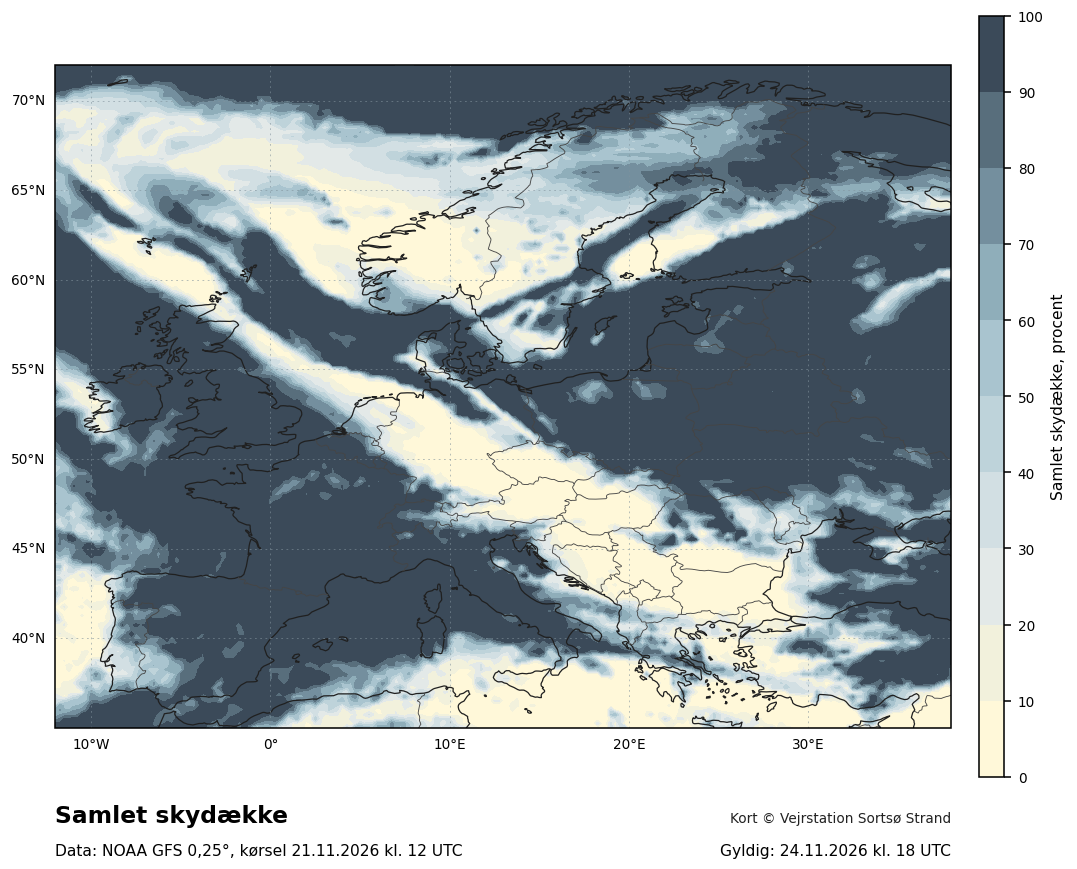 70°N
65°N
60°N
55°N
50°N
45°N
40°N
10°W
0°
10°E
20°E
30°E
100
90
80
70
60
50
40
30
20
10
0
Samlet skydække, procent
Samlet skydække
Kort © Vejrstation Sortsø Strand
Data: NOAA GFS 0,25°, kørsel 21.11.2026 kl. 12 UTC
Gyldig: 24.11.2026 kl. 18 UTC